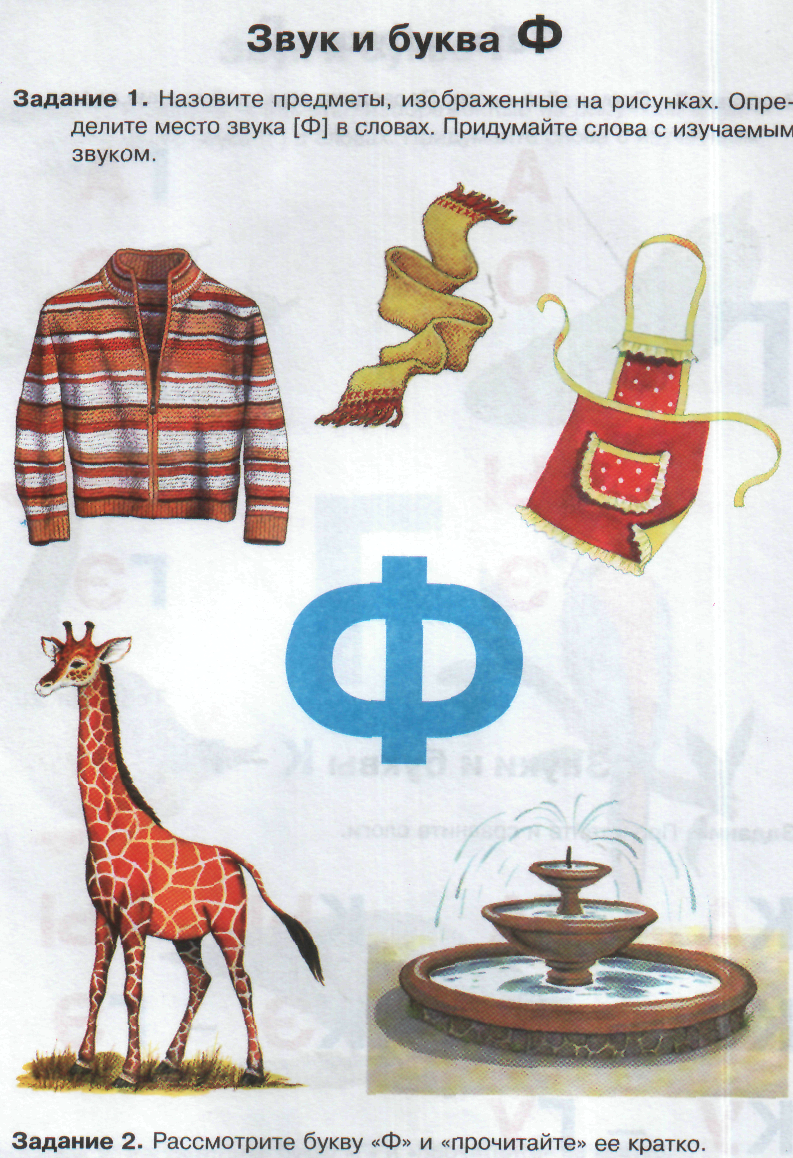 Звук и буква Ф
Задание 1. Назовите предметы, изображенные на рисунках. Опре-
делите место звука [Ф] в словах. Придумайте слова с изучаемым
звуком.
Ф
Задание 2. Рассмотрите букву «Ф» и «прочитайте» ее кратко.